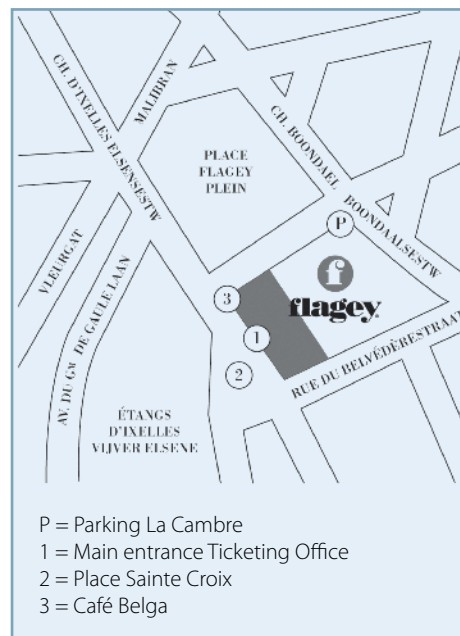 CH. D'IXELLES ELSENSESTW
MALIBRAN
CH. BOONDAEL BOONDAALSESTW
PLACE
FLAGEY
PLEIN
VLEURGAT
P
f
flagey
3
1
2
AV. DU GM DE GAULE LAAN
RUE DU BELVÉDÈRESTRAAT
ÉTANGS
D'IXELLES
VIJVER ELSENE
P = Parking La Cambre
1 = Main entrance Ticketing Office
2 = Place Sainte Croix
3 = Café Belga